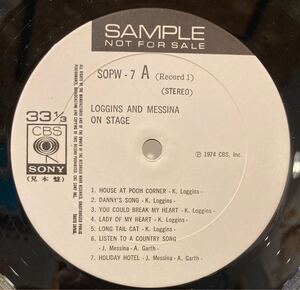 SAMPLE
NOT FOR SALE
SOPW - 7 A (Record 1)
(STEREO)
LOGGINS AND MESSINA
ON STAGE
33 1/3
CBS
SONY
(見本盤)
℗ 1974 CBS, Inc.
1. HOUSE AT POOH CORNER - K. Loggins -
2. DANNY'S SONG - K. Loggins -
3. YOU COULD BREAK MY HEART - K. Loggins -
4. LADY OF MY HEART - K. Loggins -
5. LONG TAIL CAT - K. Loggins -
6. LISTEN TO A COUNTRY SONG
- J. Messina - A. Garth -
7. HOLIDAY HOTEL - J. Messina - A. Garth -